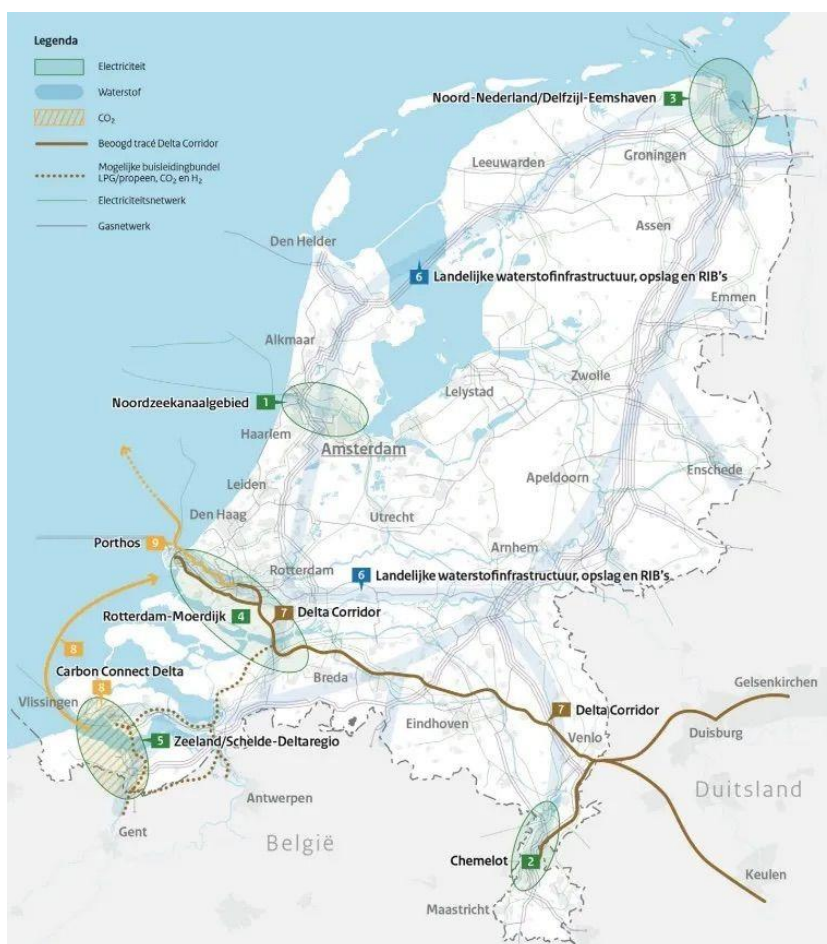 Legenda
Electriciteit
Waterstof
CO₂
Beoogd tracé Delta Corridor
Mogelijke buisleidingbundel
LPG/propeen, CO₂ en H₂
Electriciteitsnetwerk
Gasnetwerk
Noord-Nederland/Delfzijl-Eemshaven 3
Leeuwarden
Groningen
Assen
Den Helder
6 Landelijke waterstofinfrastructuur, opslag en RIB's
Emmen
Alkmaar
Zwolle
Lelystad
Noordzeekanaalgebied 1
Haarlem
Amsterdam
Enschede
Apeldoorn
Leiden
Den Haag
Utrecht
Porthos 9
Arnhem
Rotterdam
6 Landelijke waterstofinfrastructuur, opslag en RIB's
Rotterdam-Moerdijk 4
7 Delta Corridor
8
Carbon Connect Delta
8
Breda
Gelsenkirchen
Vlissingen
7 Delta Corridor
Eindhoven
Duisburg
5 Zeeland/Schelde-Deltaregio
Venlo
Antwerpen
Duitsland
Gent
België
Chemelot 2
Keulen
Maastricht